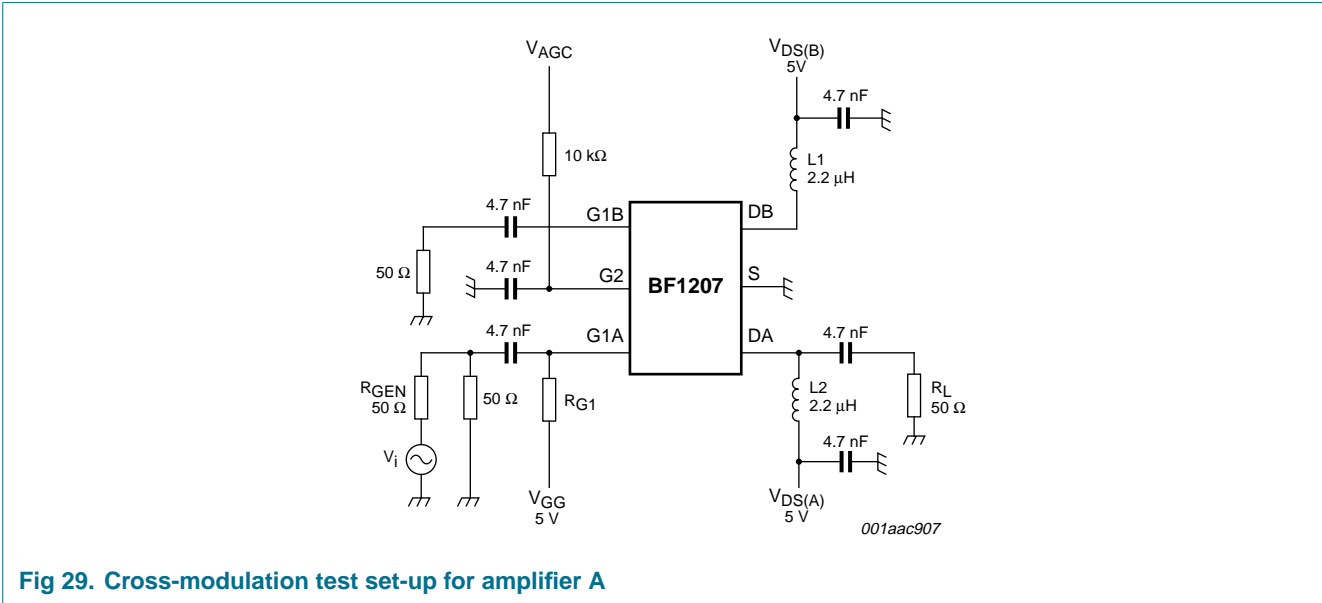 VAGC
VDS(B)
5V
4.7 nF
10 kΩ
L1
2.2 μH
4.7 nF
G1B
DB
50 Ω
4.7 nF
G2
BF1207
S
4.7 nF
G1A
DA
4.7 nF
RGEN
50 Ω
50 Ω
RG1
L2
2.2 μH
RL
50 Ω
Vi
4.7 nF
VGG
5 V
VDS(A)
5 V
001aac907
Fig 29. Cross-modulation test set-up for amplifier A